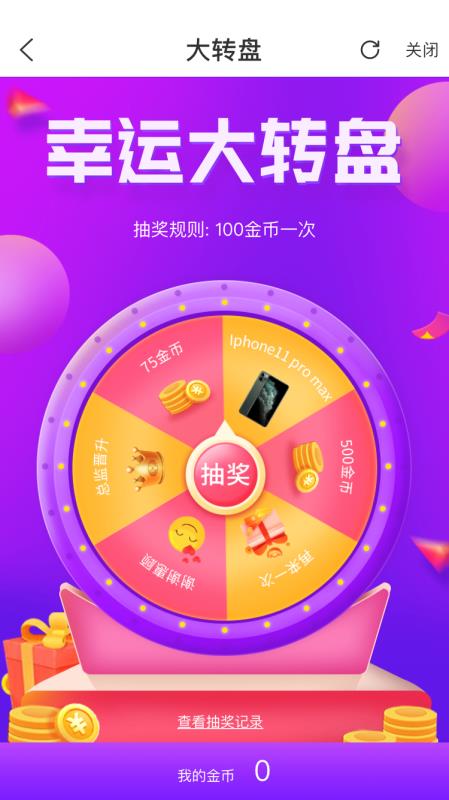 大转盘
关闭
幸运大转盘
抽奖规则: 100金币一次
75金币
Iphone11 pro max
总监晋升
抽奖
500金币
谢谢惠顾
再来一次
查看抽奖记录
我的金币 0